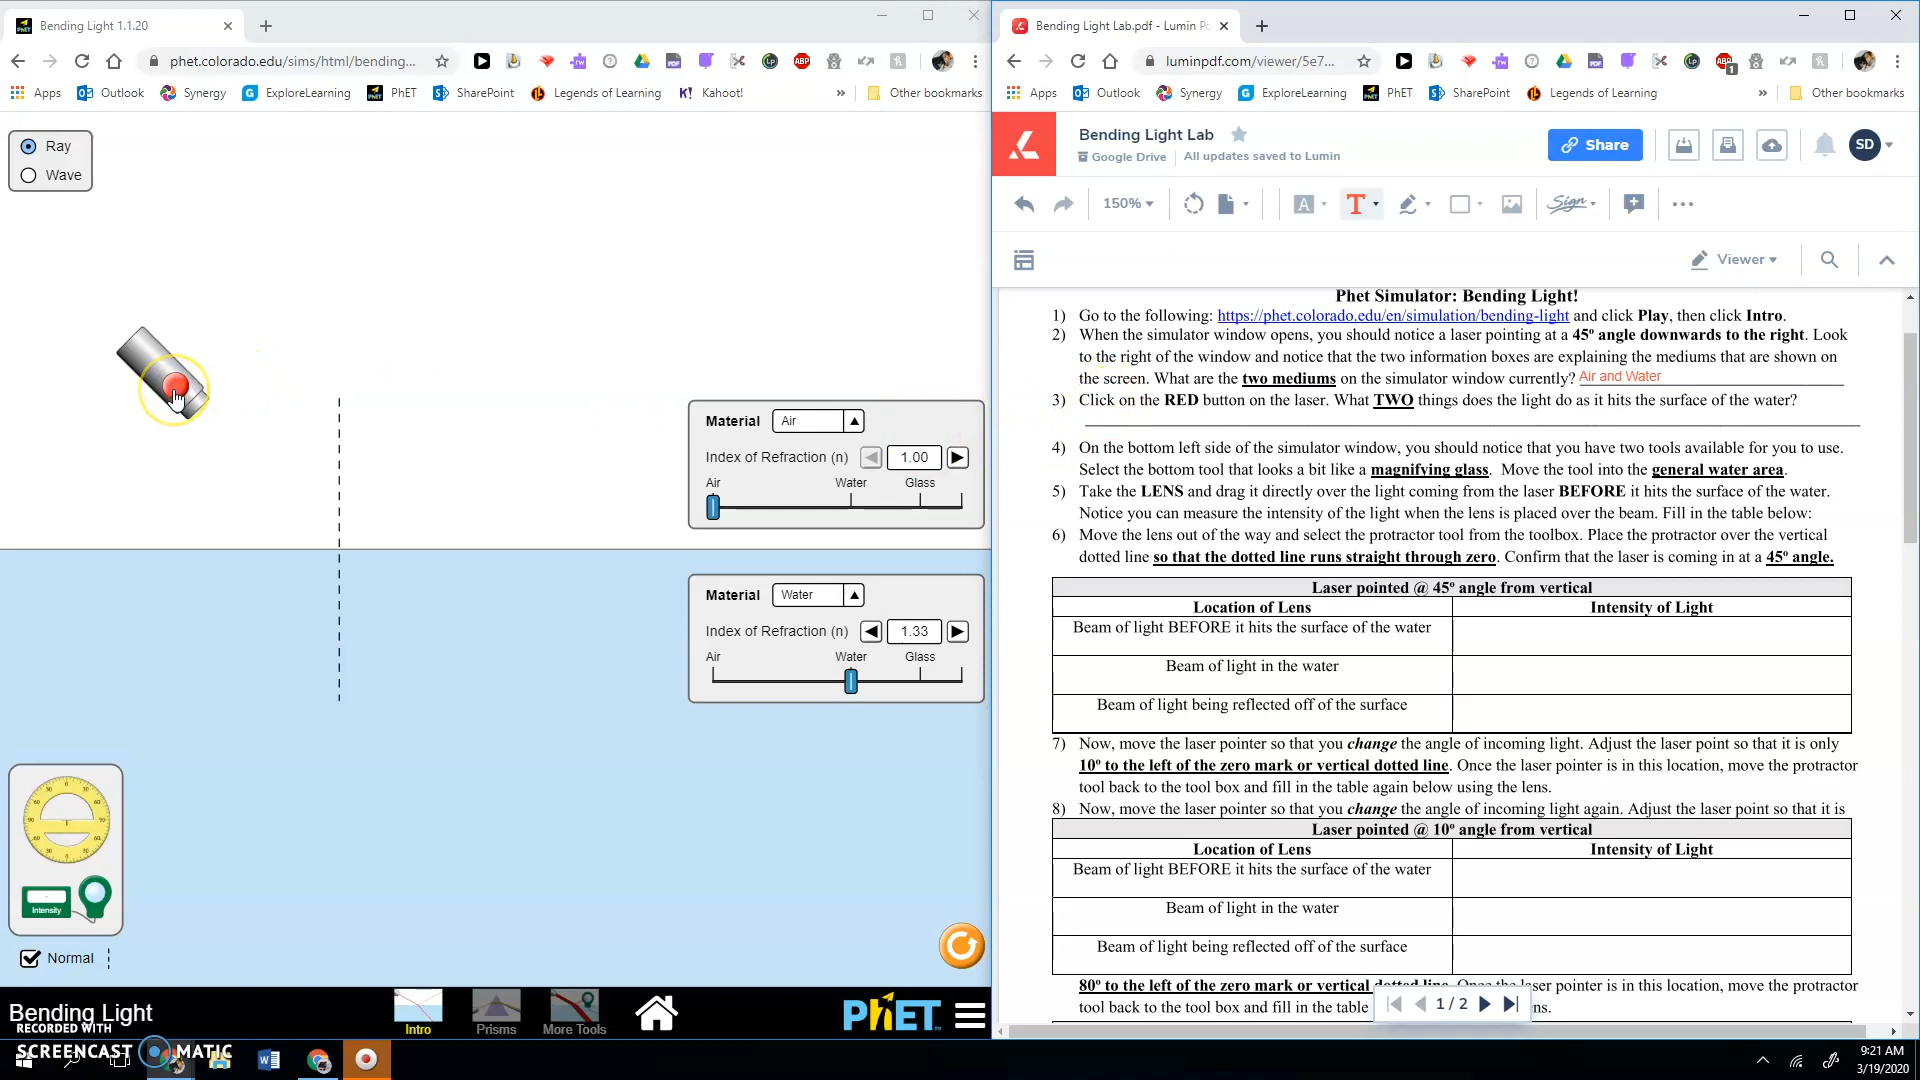 Bending Light 1.1.20
phet.colorado.edu/sims/html/bending...
Apps Outlook Synergy ExploreLearning PhET SharePoint Legends of Learning Kahoot! » Other bookmarks
Ray
Wave
Material Air
Index of Refraction (n) 1.00
Air Water Glass
Material Water
Index of Refraction (n) 1.33
Air Water Glass
Intensity
Normal
Bending Light
Intro
Prisms
More Tools
PhET
RECORDED WITH
SCREENCAST MATIC
Bending Light Lab.pdf - Lumin
luminpdf.com/viewer/5e7...
Apps Outlook Synergy ExploreLearning PhET SharePoint Legends of Learning » Other bookmarks
Bending Light Lab
Google Drive All updates saved to Lumin
Share
SD
150%
A T Sign
Viewer
Phet Simulator: Bending Light!
1) Go to the following: https://phet.colorado.edu/en/simulation/bending-light and click Play, then click Intro.
2) When the simulator window opens, you should notice a laser pointing at a 45º angle downwards to the right. Look
to the right of the window and notice that the two information boxes are explaining the mediums that are shown on
the screen. What are the two mediums on the simulator window currently? Air and Water
3) Click on the RED button on the laser. What TWO things does the light do as it hits the surface of the water?
4) On the bottom left side of the simulator window, you should notice that you have two tools available for you to use.
Select the bottom tool that looks a bit like a magnifying glass. Move the tool into the general water area.
5) Take the LENS and drag it directly over the light coming from the laser BEFORE it hits the surface of the water.
Notice you can measure the intensity of the light when the lens is placed over the beam. Fill in the table below:
6) Move the lens out of the way and select the protractor tool from the toolbox. Place the protractor over the vertical
dotted line so that the dotted line runs straight through zero. Confirm that the laser is coming in at a 45º angle.
Laser pointed @ 45º angle from vertical
Location of Lens Intensity of Light
Beam of light BEFORE it hits the surface of the water
Beam of light in the water
Beam of light being reflected off of the surface
7) Now, move the laser pointer so that you change the angle of incoming light. Adjust the laser point so that it is only
10º to the left of the zero mark or vertical dotted line. Once the laser pointer is in this location, move the protractor
tool back to the tool box and fill in the table again below using the lens.
8) Now, move the laser pointer so that you change the angle of incoming light again. Adjust the laser point so that it is
Laser pointed @ 10º angle from vertical
Location of Lens Intensity of Light
Beam of light BEFORE it hits the surface of the water
Beam of light in the water
Beam of light being reflected off of the surface
80º to the left of the zero mark or vertical dotted line. Once the laser pointer is in this location, move the protractor
tool back to the tool box and fill in the table
1 / 2
9:21 AM
3/19/2020